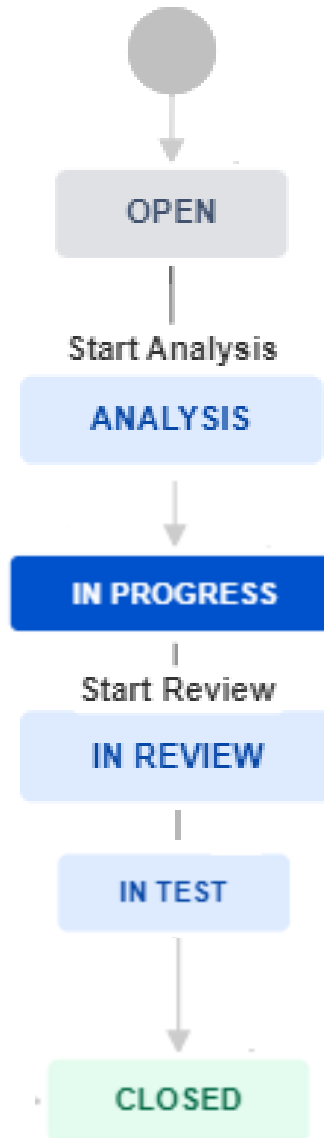 OPEN
Start Analysis
ANALYSIS
IN PROGRESS
Start Review
IN REVIEW
IN TEST
CLOSED